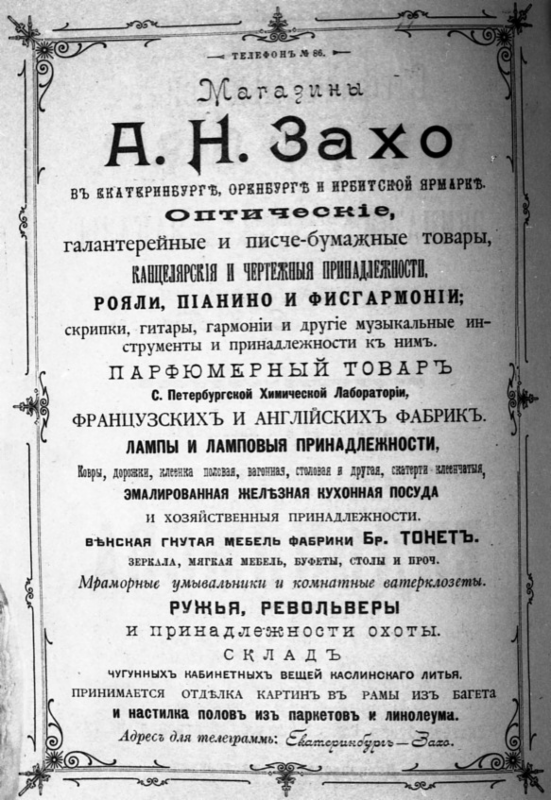 ТЕЛЕФОНЪ № 86.
Магазины
А. Н. Захо
ВЪ ЕКАТЕРИНБУРГѢ, ОРЕНБУРГѢ И ИРБИТСКОЙ ЯРМАРКѢ.
Оптическіе,
галантерейные и писче-бумажные товары,
КАНЦЕЛЯРСКІЯ И ЧЕРТЕЖНЫЯ ПРИНАДЛЕЖНОСТИ,
РОЯЛИ, ПІАНИНО И ФИСГАРМОНІИ;
скрипки, гитары, гармоніи и другіе музыкальные ин-
струменты и принадлежности къ нимъ.
ПАРФЮМЕРНЫЙ ТОВАРЪ
С. Петербургской Химической Лабораторіи,
ФРАНЦУЗСКИХЪ И АНГЛІЙСКИХЪ ФАБРИКЪ.
ЛАМПЫ И ЛАМПОВЫЯ ПРИНАДЛЕЖНОСТИ,
Ковры, дорожки, клеенка половая, вагонная, столовая и другая, скатерти клеенчатыя,
ЭМАЛИРОВАННАЯ ЖЕЛѢЗНАЯ КУХОННАЯ ПОСУДА
И ХОЗЯЙСТВЕННЫЯ ПРИНАДЛЕЖНОСТИ.
ВѢНСКАЯ ГНУТАЯ МЕБЕЛЬ ФАБРИКИ Бр. ТОНЕТЪ.
ЗЕРКАЛА, МЯГКАЯ МЕБЕЛЬ, БУФЕТЫ, СТОЛЫ И ПРОЧ.
Мраморные умывальники и комнатные ватерклозеты.
РУЖЬЯ, РЕВОЛЬВЕРЫ
и принадлежности охоты.
СКЛАДЪ
ЧУГУННЫХЪ КАБИНЕТНЫХЪ ВЕЩЕЙ КАСЛИНСКАГО ЛИТЬЯ.
ПРИНИМАЕТСЯ ОТДѢЛКА КАРТИНЪ ВЪ РАМЫ ИЗЪ БАГЕТА
и настилка половъ изъ паркетовъ и линолеума.
Адресъ для телеграммъ: Екатеринбургъ—Захо.